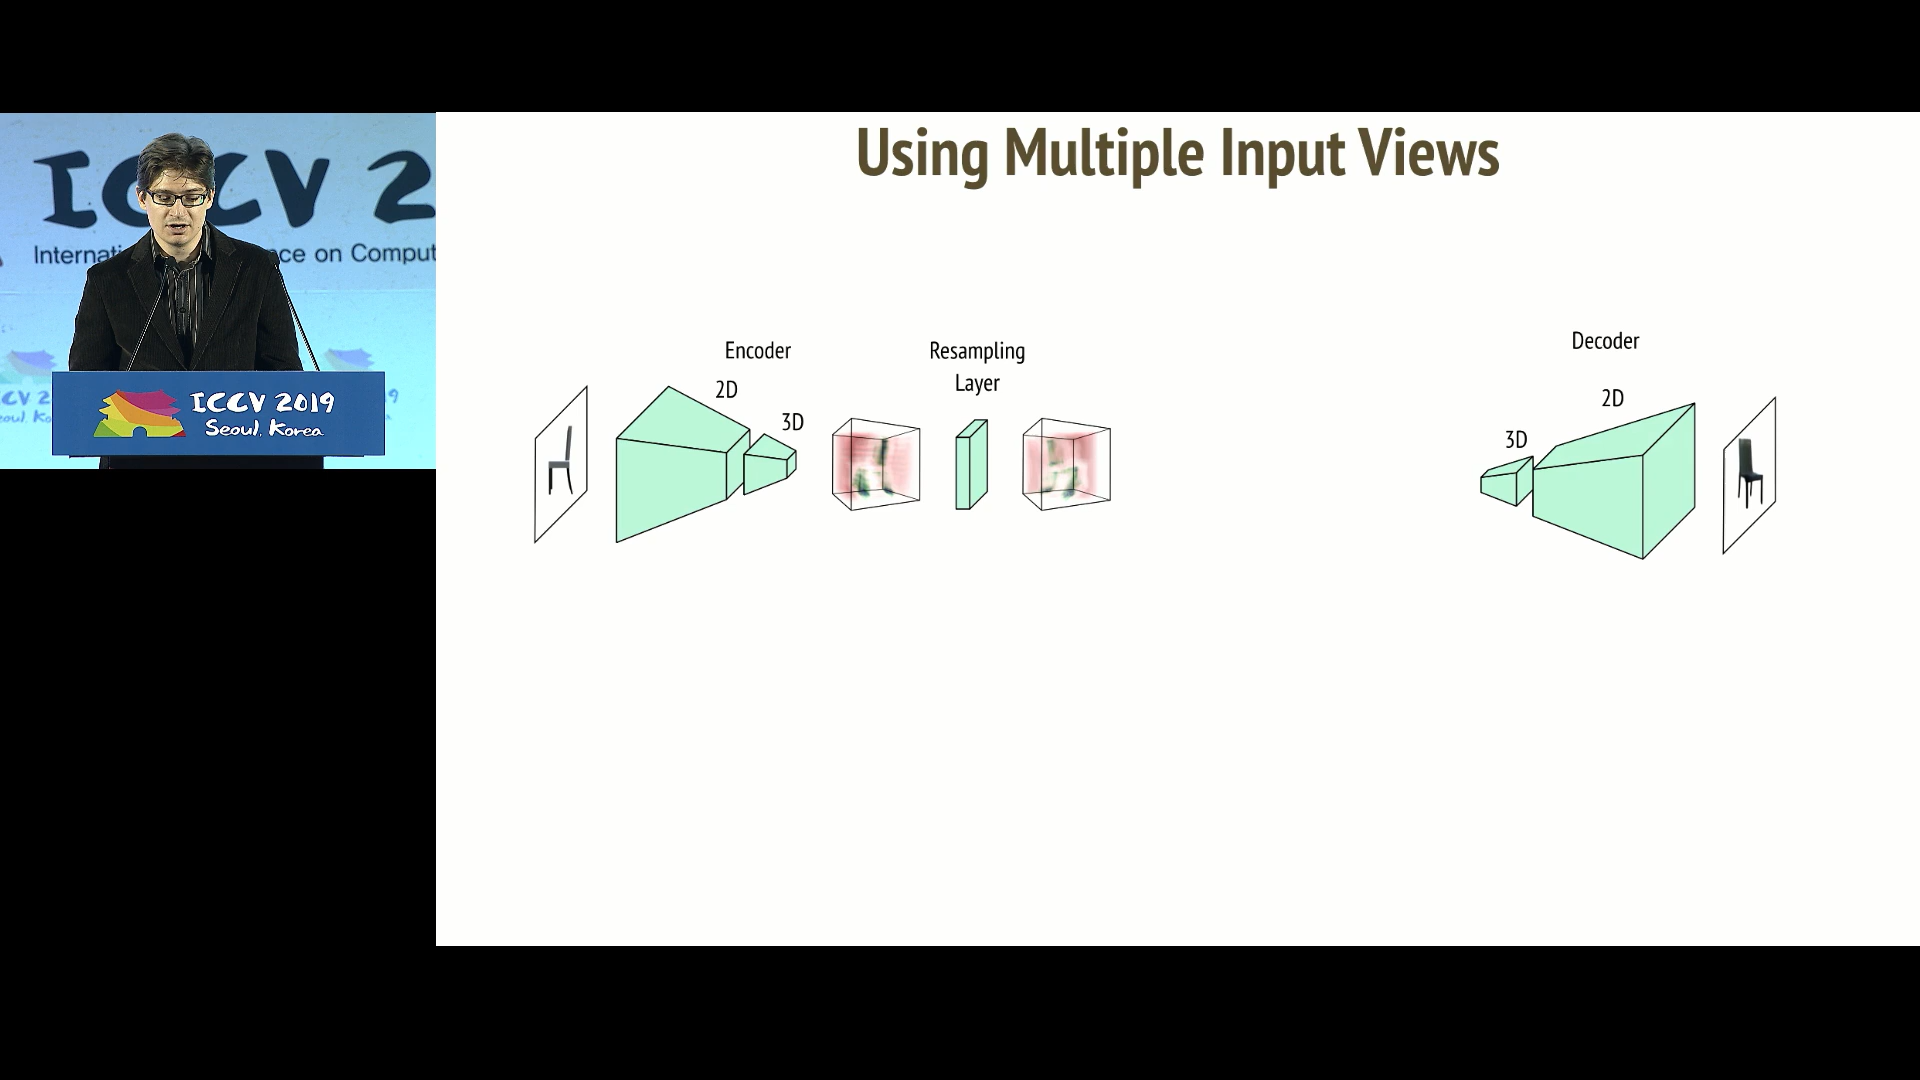 ICCV 2
Internati ce on Comput
ICCV 2019
Seoul, Korea
Using Multiple Input Views
Encoder
2D
3D
Resampling
Layer
Decoder
2D
3D